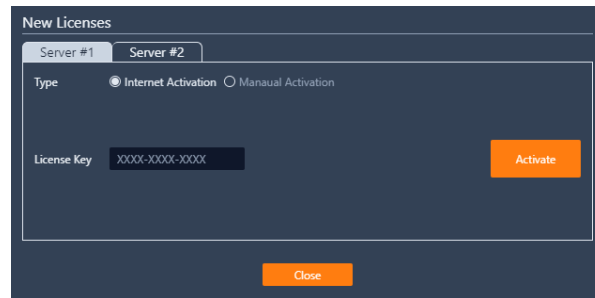 New Licenses
Server #1 Server #2
Type Internet Activation Manaual Activation
License Key XXXX-XXXX-XXXX Activate
Close